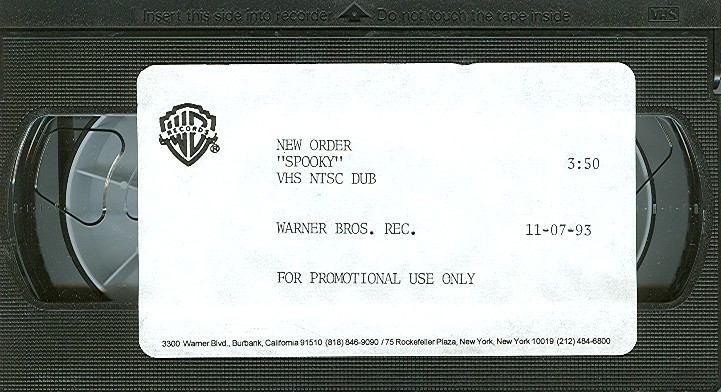 Insert this side into recorder ▲ Do not touch the tape inside VHS
WB RECORDS ®
NEW ORDER
"SPOOKY" 3:50
VHS NTSC DUB
WARNER BROS. REC. 11-07-93
FOR PROMOTIONAL USE ONLY
3300 Warner Blvd., Burbank, California 91510 (818) 846-9090 / 75 Rockefeller Plaza, New York, New York 10019 (212) 484-6800